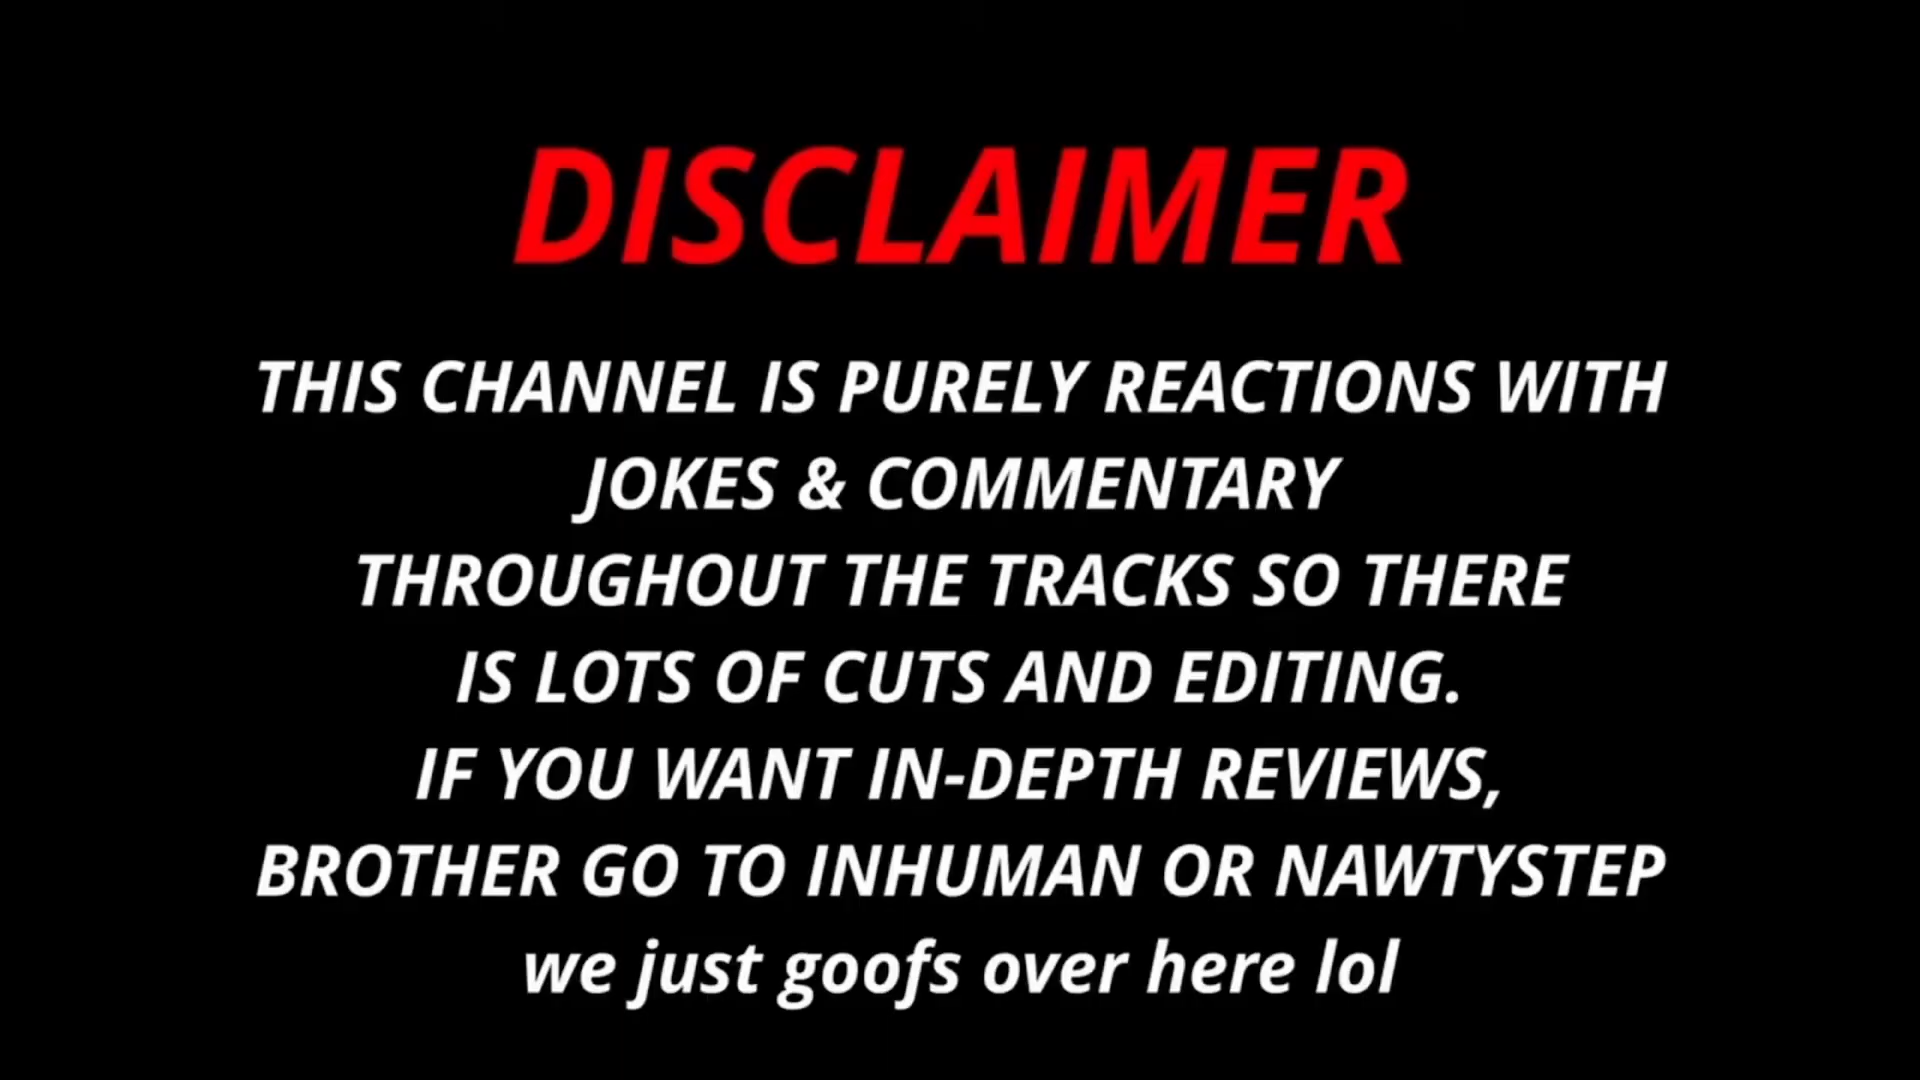 DISCLAIMER
THIS CHANNEL IS PURELY REACTIONS WITH
JOKES & COMMENTARY
THROUGHOUT THE TRACKS SO THERE
IS LOTS OF CUTS AND EDITING.
IF YOU WANT IN-DEPTH REVIEWS,
BROTHER GO TO INHUMAN OR NAWTYSTEP
we just goofs over here lol